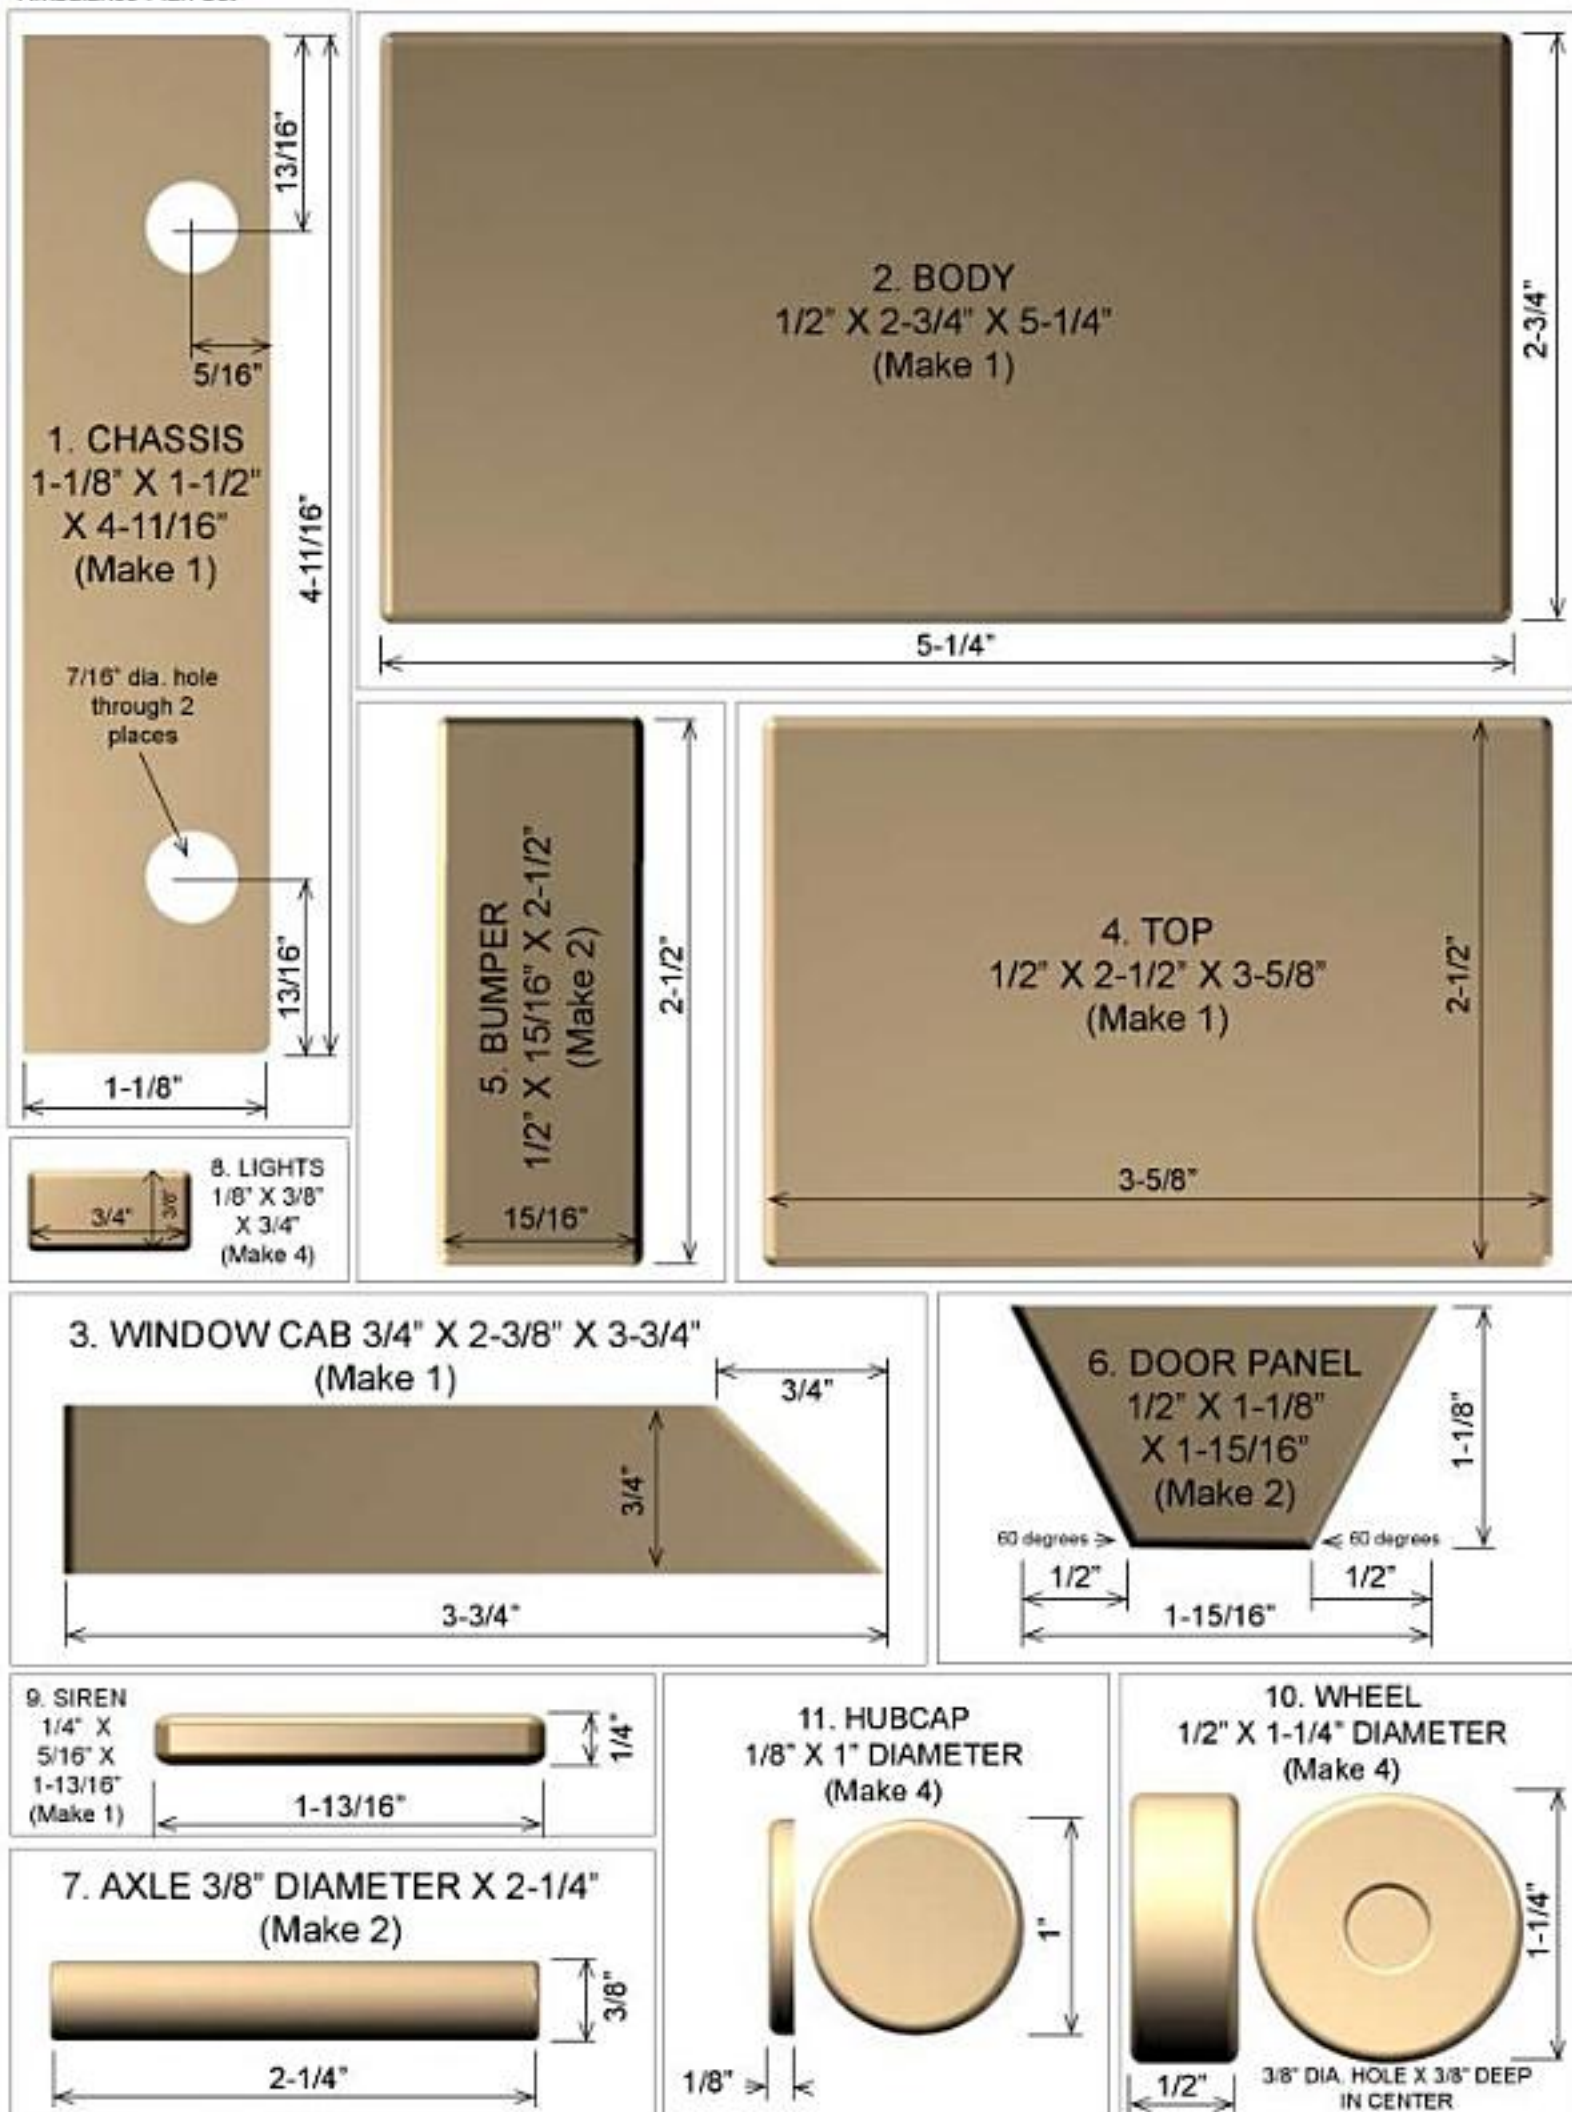 13/16"
5/16"
1. CHASSIS
1-1/8" X 1-1/2"
X 4-11/16"
(Make 1)
4-11/16"
7/16" dia. hole
through 2
places
13/16"
1-1/8"
2. BODY
1/2" X 2-3/4" X 5-1/4"
(Make 1)
2-3/4"
5-1/4"
5. BUMPER
1/2" X 15/16" X 2-1/2"
(Make 2)
2-1/2"
15/16"
4. TOP
1/2" X 2-1/2" X 3-5/8"
(Make 1)
2-1/2"
3-5/8"
8. LIGHTS
1/8" X 3/8"
X 3/4"
(Make 4)
3/4"
3/8"
3. WINDOW CAB 3/4" X 2-3/8" X 3-3/4"
(Make 1)
3/4"
3/4"
3-3/4"
6. DOOR PANEL
1/2" X 1-1/8"
X 1-15/16"
(Make 2)
1-1/8"
60 degrees
60 degrees
1/2"
1/2"
1-15/16"
9. SIREN
1/4" X
5/16" X
1-13/16"
(Make 1)
1/4"
1-13/16"
7. AXLE 3/8" DIAMETER X 2-1/4"
(Make 2)
3/8"
2-1/4"
11. HUBCAP
1/8" X 1" DIAMETER
(Make 4)
1"
1/8"
10. WHEEL
1/2" X 1-1/4" DIAMETER
(Make 4)
1-1/4"
1/2"
3/8" DIA. HOLE X 3/8" DEEP
IN CENTER